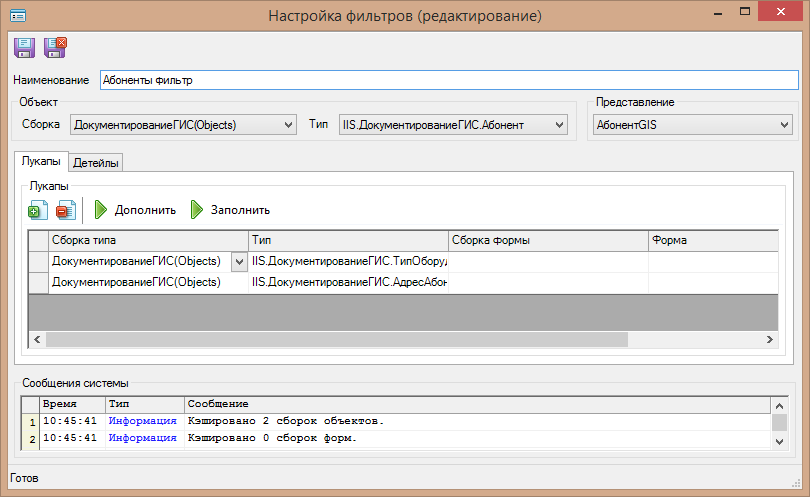 Настройка фильтров (редактирование)
Наименование Абоненты фильтр
Объект Представление
Сборка ДокументированиеГИС(Objects) Тип IIS.ДокументированиеГИС.Абонент АбонентGIS
Лукапы Детейлы
Лукапы
Дополнить Заполнить
Сборка типа Тип Сборка формы Форма
ДокументированиеГИС(Objects) IIS.ДокументированиеГИС.ТипОборуд
ДокументированиеГИС(Objects) IIS.ДокументированиеГИС.АдресАбон
Сообщения системы
Время Тип Сообщение
1 10:45:41 Информация Кэшировано 2 сборок объектов.
2 10:45:41 Информация Кэшировано 0 сборок форм.
Готов